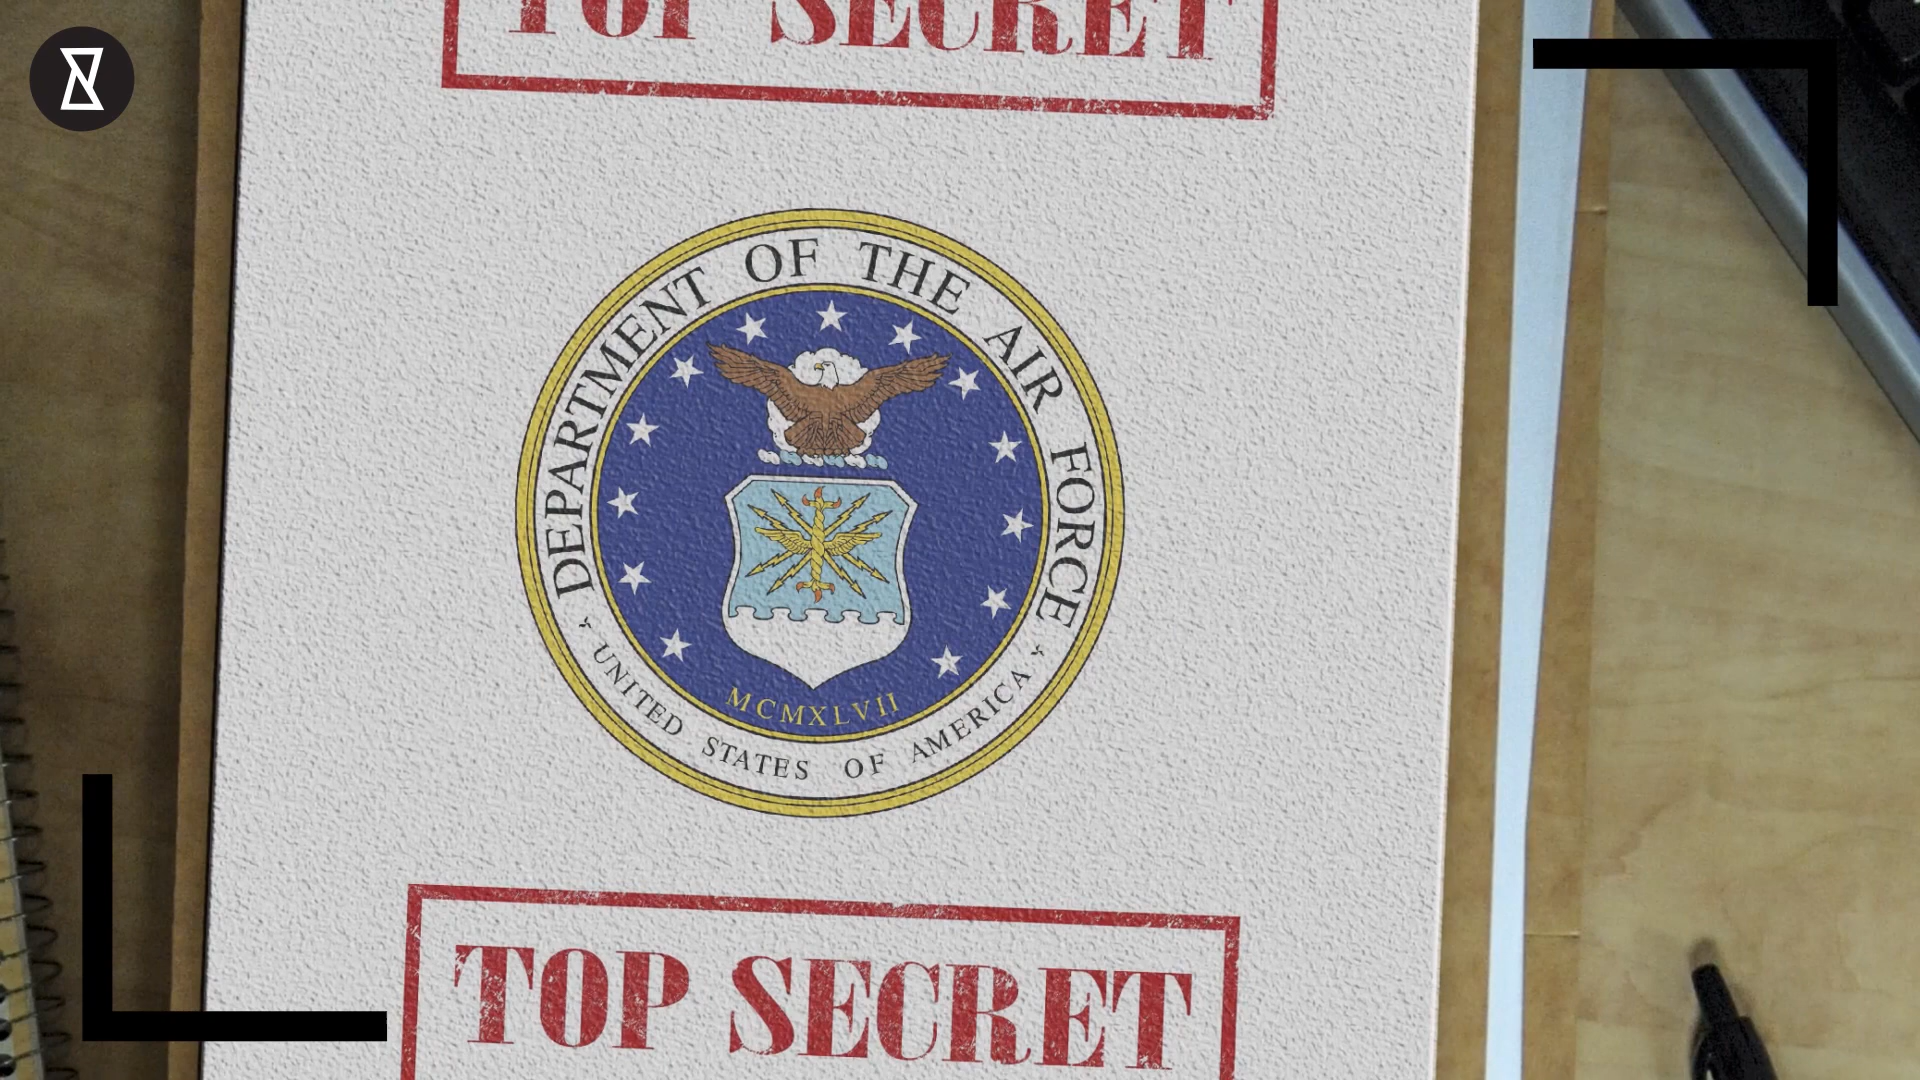 TOP SECRET
DEPARTMENT OF THE AIR FORCE
MCMXLVII
UNITED STATES OF AMERICA
TOP SECRET